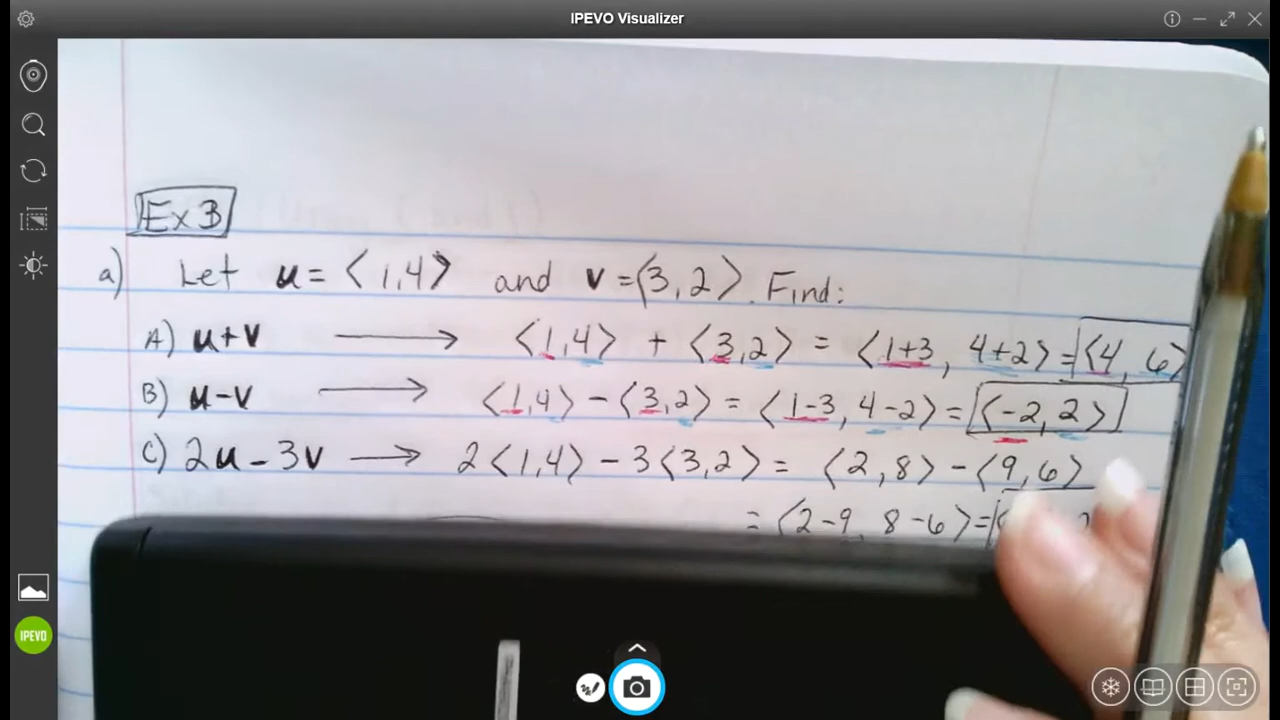 IPEVO Visualizer
Ex 3
a) Let u = ⟨1,4⟩ and v = ⟨3,2⟩. Find:
A) u+v ⟶ ⟨1,4⟩ + ⟨3,2⟩ = ⟨1+3, 4+2⟩ = ⟨4, 6⟩
B) u-v ⟶ ⟨1,4⟩ - ⟨3,2⟩ = ⟨1-3, 4-2⟩ = ⟨-2, 2⟩
C) 2u - 3v ⟶ 2⟨1,4⟩ - 3⟨3,2⟩ = ⟨2,8⟩ - ⟨9,6⟩
= ⟨2-9, 8-6⟩ = ⟨
IPEVO